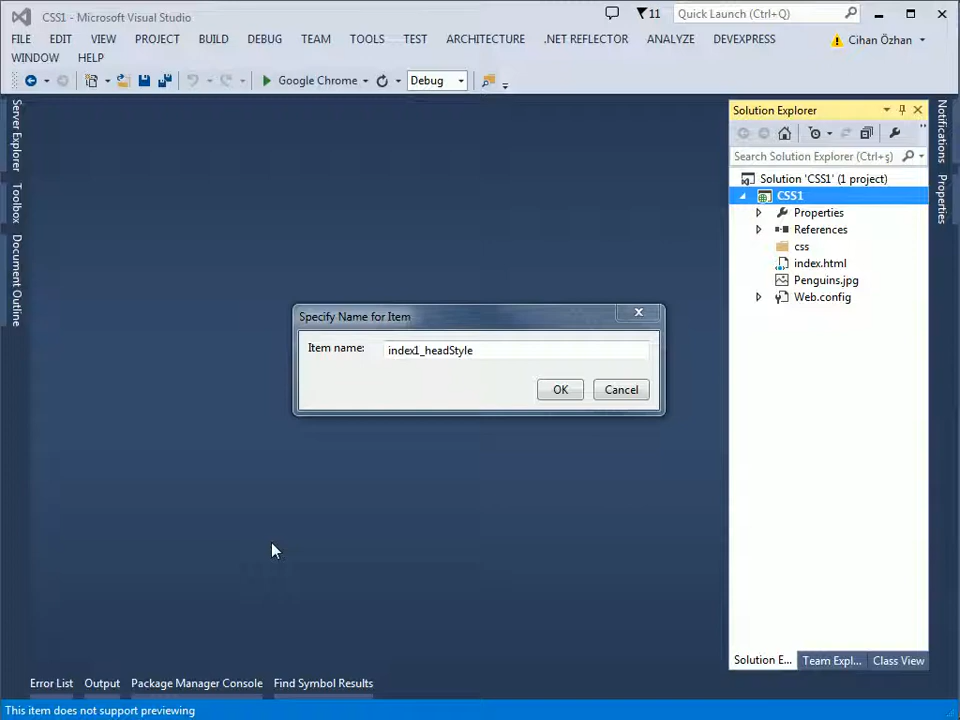 CSS1 - Microsoft Visual Studio
11
Quick Launch (Ctrl+Q)
FILE EDIT VIEW PROJECT BUILD DEBUG TEAM TOOLS TEST ARCHITECTURE .NET REFLECTOR ANALYZE DEVEXPRESS
Cihan Özhan
WINDOW HELP
Google Chrome
Debug
Server Explorer
Toolbox
Document Outline
Solution Explorer
Search Solution Explorer (Ctrl+ş)
Solution 'CSS1' (1 project)
CSS1
Properties
References
css
index.html
Penguins.jpg
Web.config
Notifications
Properties
Specify Name for Item
Item name: index1_headStyle
OK Cancel
Solution E... Team Expl... Class View
Error List Output Package Manager Console Find Symbol Results
This item does not support previewing